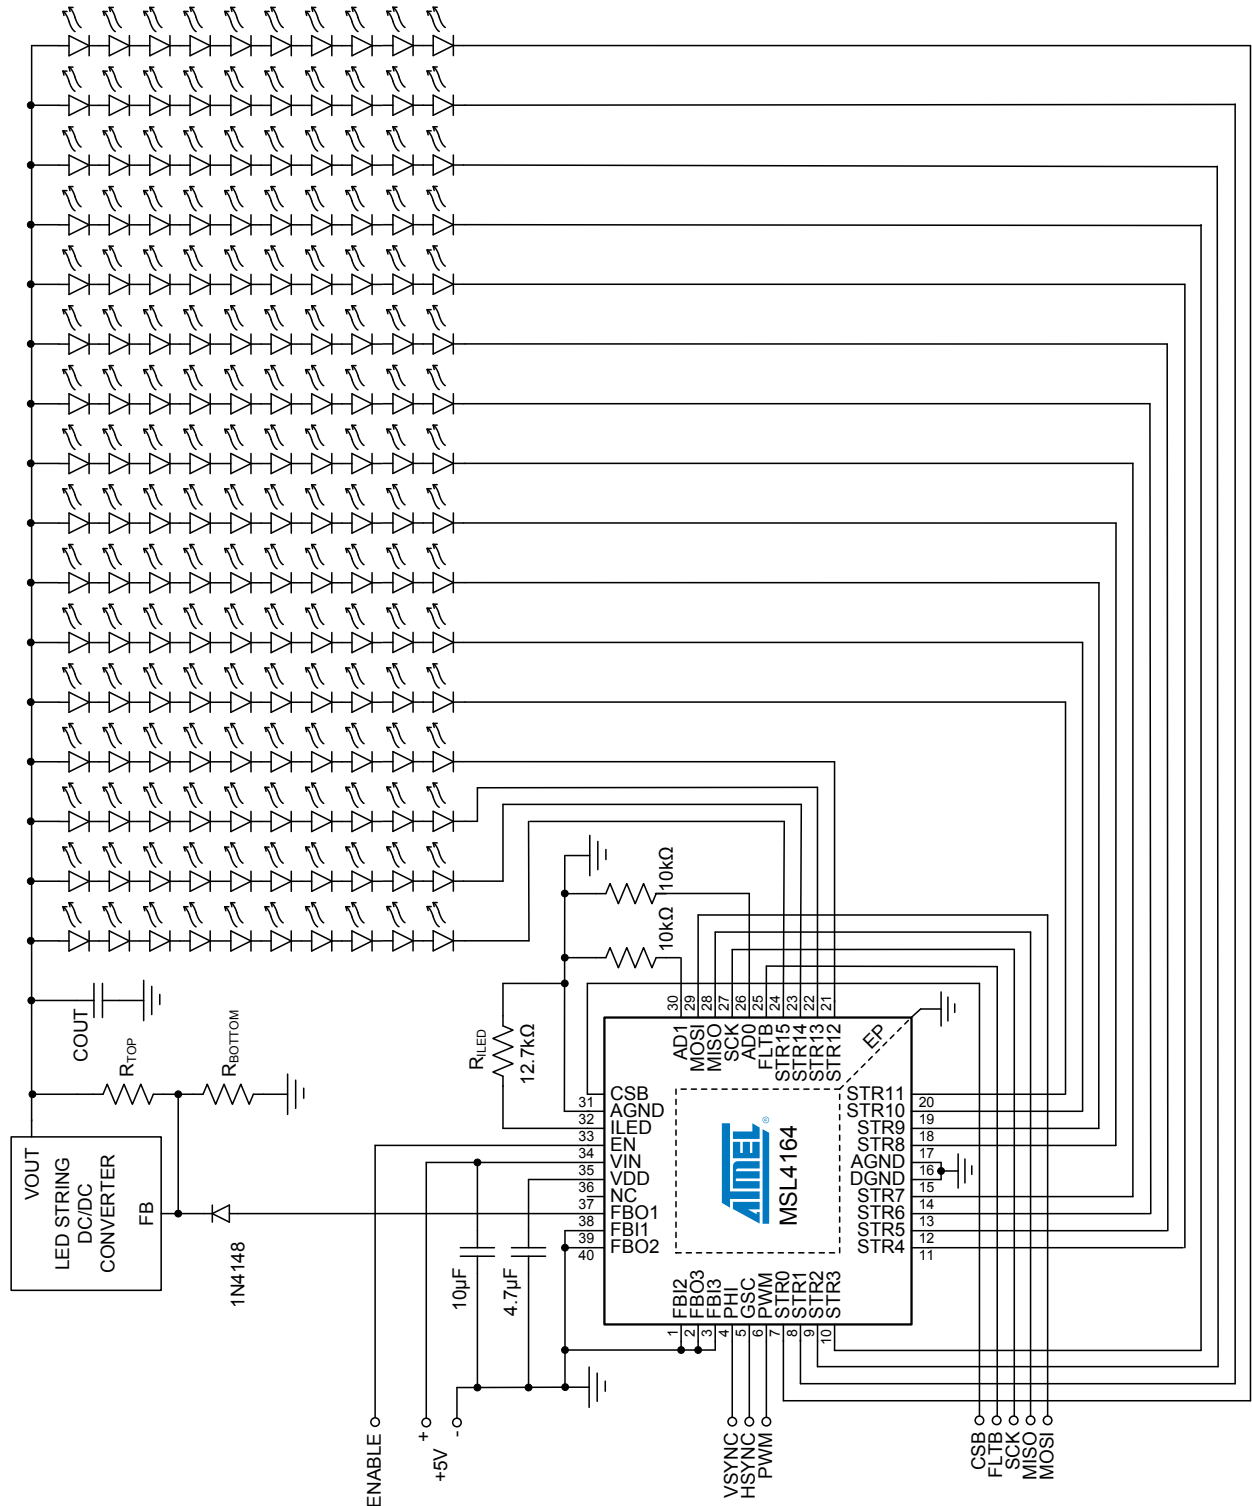 10kΩ
10kΩ
COUT
RTOP
RBOTTOM
RILED
12.7kΩ
VOUT
LED STRING
DC/DC
CONVERTER
FB
1N4148
10µF
4.7µF
30
29
28
27
26
25
24
23
22
21
AD1
MOSI
MISO
SCK
AD0
FLTB
STR15
STR14
STR13
STR12
EP
31
CSB
32
AGND
33
ILED
34
EN
35
VIN
36
VDD
37
NC
38
FBO1
39
FBI1
40
FBO2
ATMEL®
MSL4164
STR11
20
STR10
19
STR9
18
STR8
17
AGND
16
DGND
15
STR7
14
STR6
13
STR5
12
STR4
11
FBI2
FBO3
FBI3
PHI
GSC
PWM
STR0
STR1
STR2
STR3
1
2
3
4
5
6
7
8
9
10
ENABLE
+
+5V
-
VSYNC
HSYNC
PWM
CSB
FLTB
SCK
MISO
MOSI